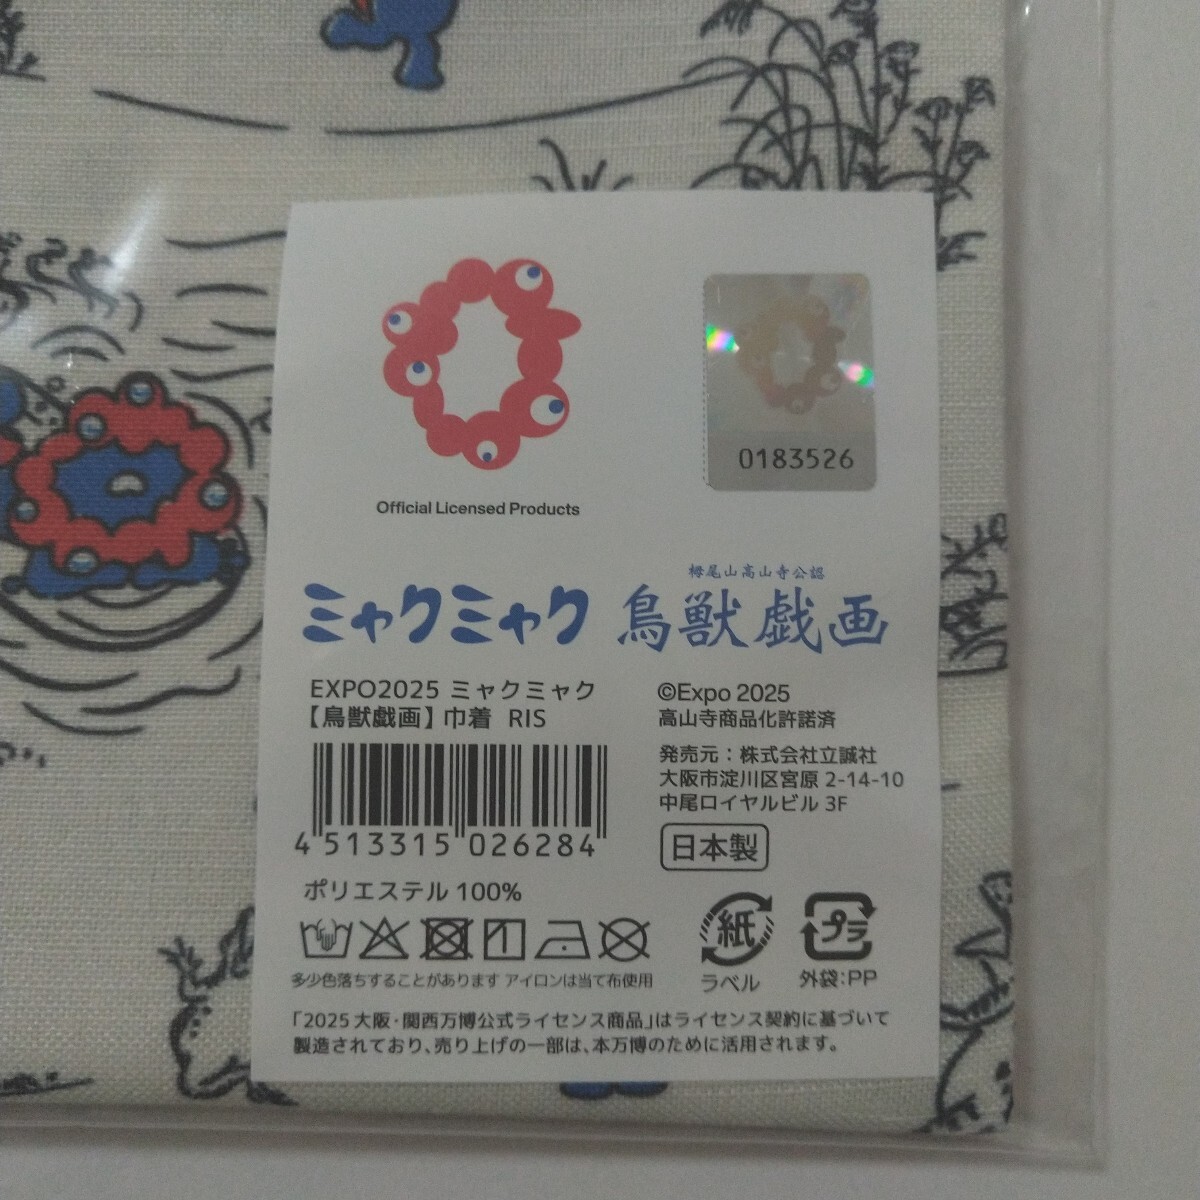 Official Licensed Products
0183526
栂尾山高山寺公認
ミャクミャク 鳥獣戯画
EXPO2025 ミャクミャク
【鳥獣戯画】巾着 RIS
4 513315 026284
ポリエステル 100%
多少色落ちすることがあります アイロンは当て布使用
©Expo 2025
高山寺商品化許諾済
発売元：株式会社立誠社
大阪市淀川区宮原 2-14-10
中尾ロイヤルビル 3F
日本製
紙
ラベル
プラ
外袋：PP
「2025 大阪・関西万博公式ライセンス商品」はライセンス契約に基づいて
製造されており、売り上げの一部は、本万博のために活用されます。